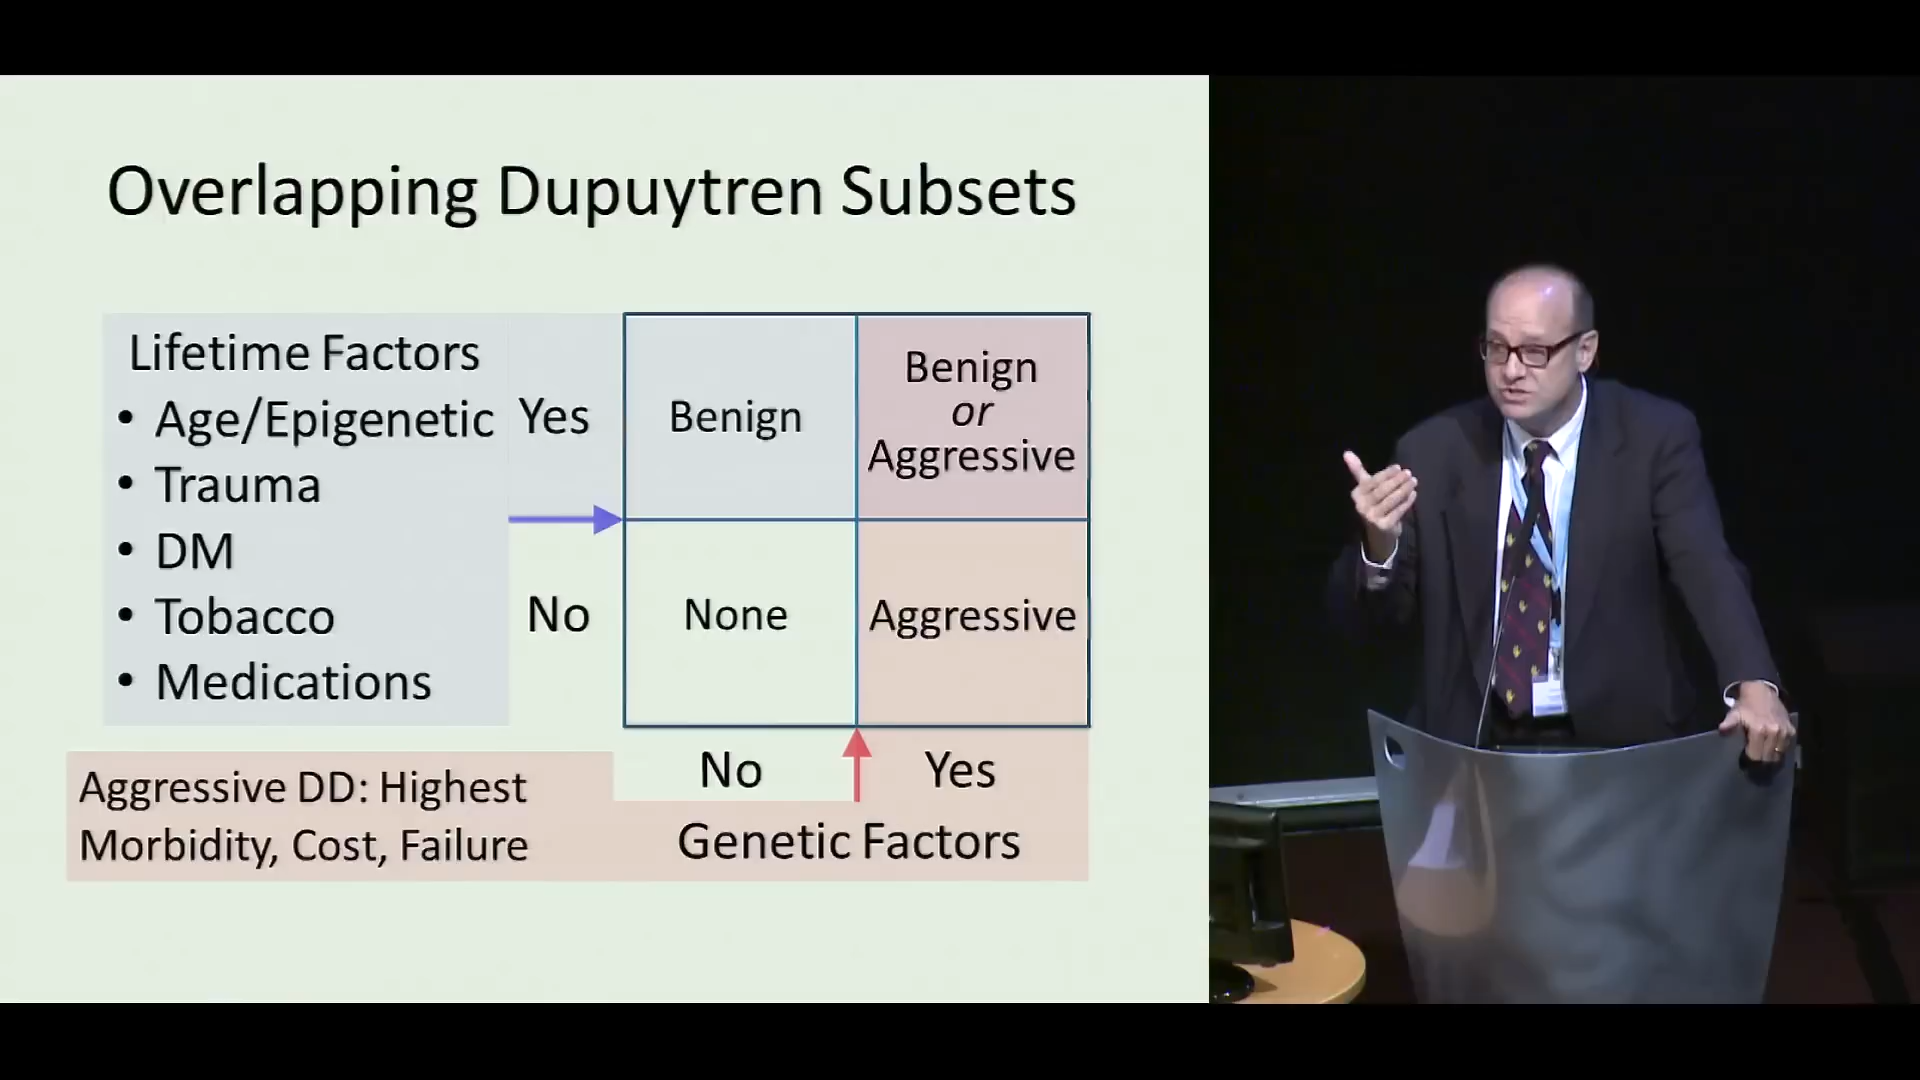 Overlapping Dupuytren Subsets
Lifetime Factors
• Age/Epigenetic
• Trauma
• DM
• Tobacco
• Medications
Yes
No
Benign
Benign
or
Aggressive
None
Aggressive
No
Yes
Genetic Factors
Aggressive DD: Highest
Morbidity, Cost, Failure